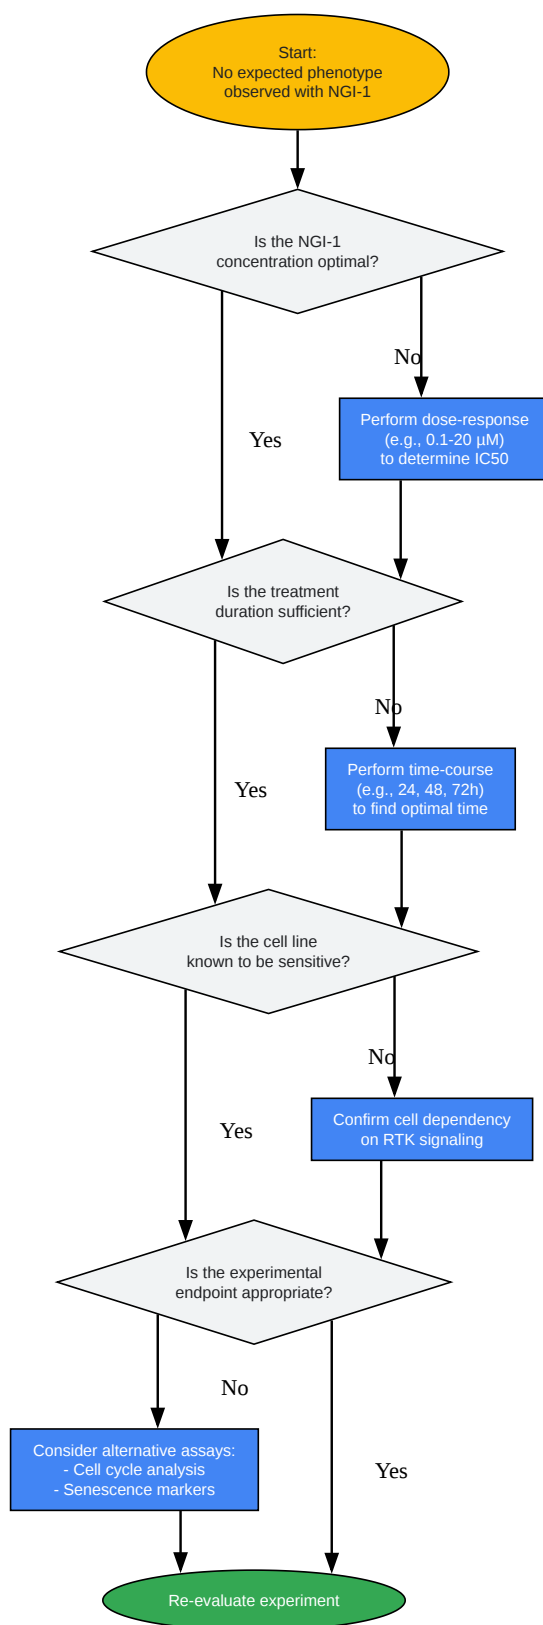 Start:
No expected phenotype
observed with NGI-1
Is the NGI-1
concentration optimal?
No
Perform dose-response
(e.g., 0.1-20 µM)
to determine IC50
Yes
Is the treatment
duration sufficient?
No
Perform time-course
(e.g., 24, 48, 72h)
to find optimal time
Yes
Is the cell line
known to be sensitive?
No
Confirm cell dependency
on RTK signaling
Yes
Is the experimental
endpoint appropriate?
No
Consider alternative assays:
- Cell cycle analysis
- Senescence markers
Yes
Re-evaluate experiment